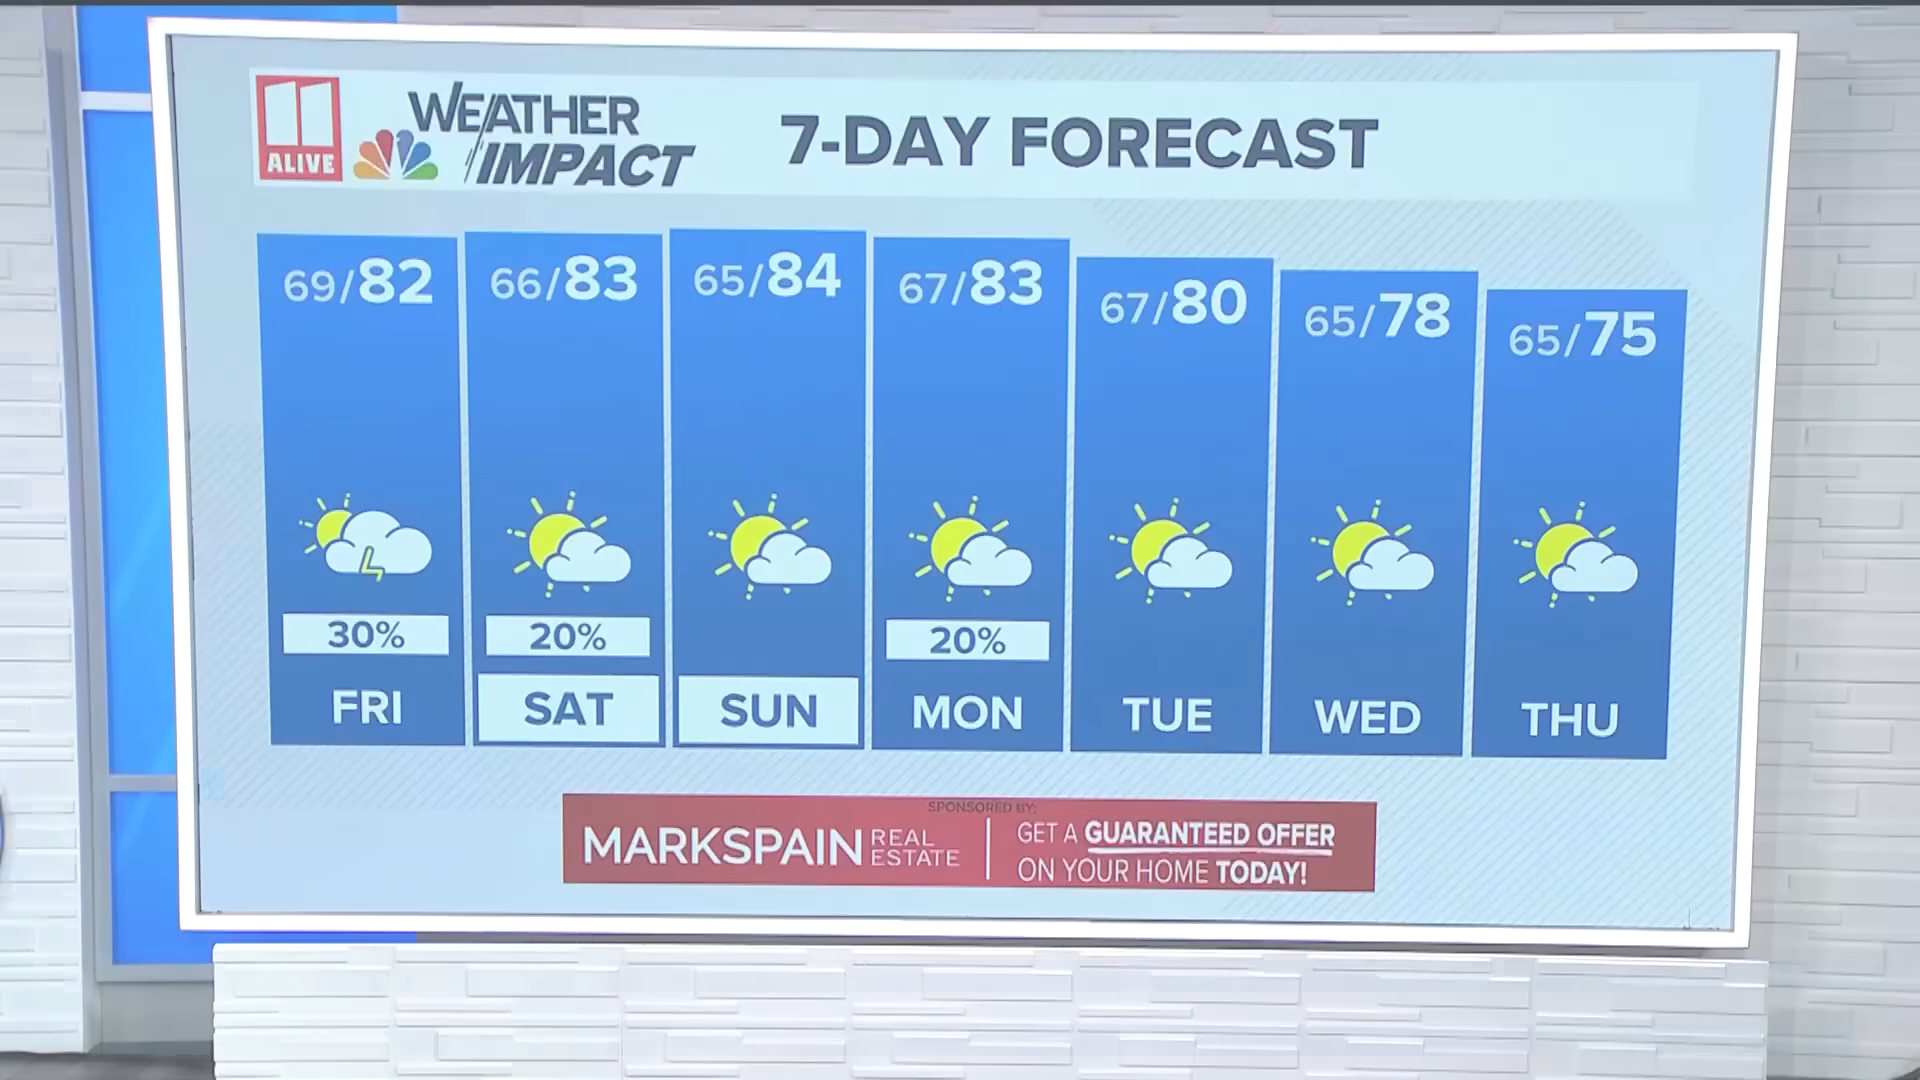 11
ALIVE
WEATHER
IMPACT
7-DAY FORECAST
69/82
66/83
65/84
67/83
67/80
65/78
65/75
30%
20%
20%
FRI
SAT
SUN
MON
TUE
WED
THU
SPONSORED BY:
MARKSPAIN REAL ESTATE
GET A GUARANTEED OFFER
ON YOUR HOME TODAY!